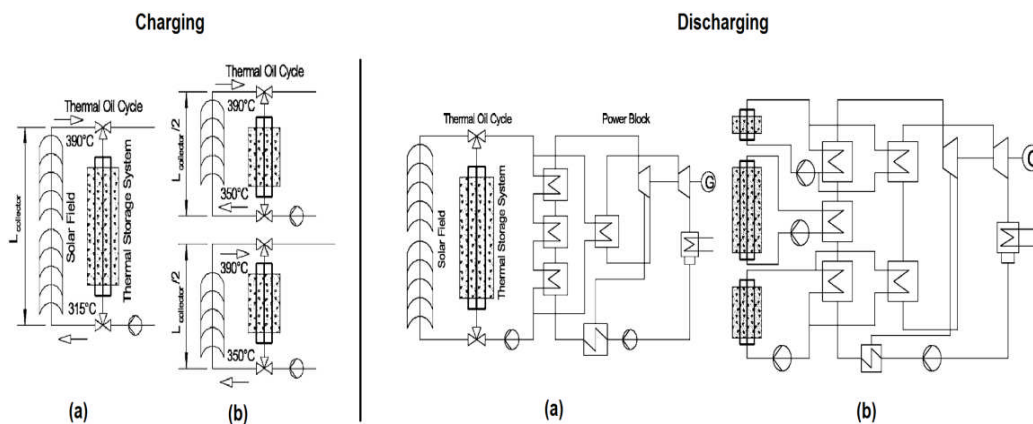 Charging
Discharging
Thermal Oil Cycle
390°C
L collector
Solar Field
Thermal Storage System
315°C
(a)
Thermal Oil Cycle
390°C
L collector /2
350°C
390°C
L collector /2
350°C
(b)
Thermal Oil Cycle
Power Block
Solar Field
Thermal Storage System
G
(a)
G
(b)